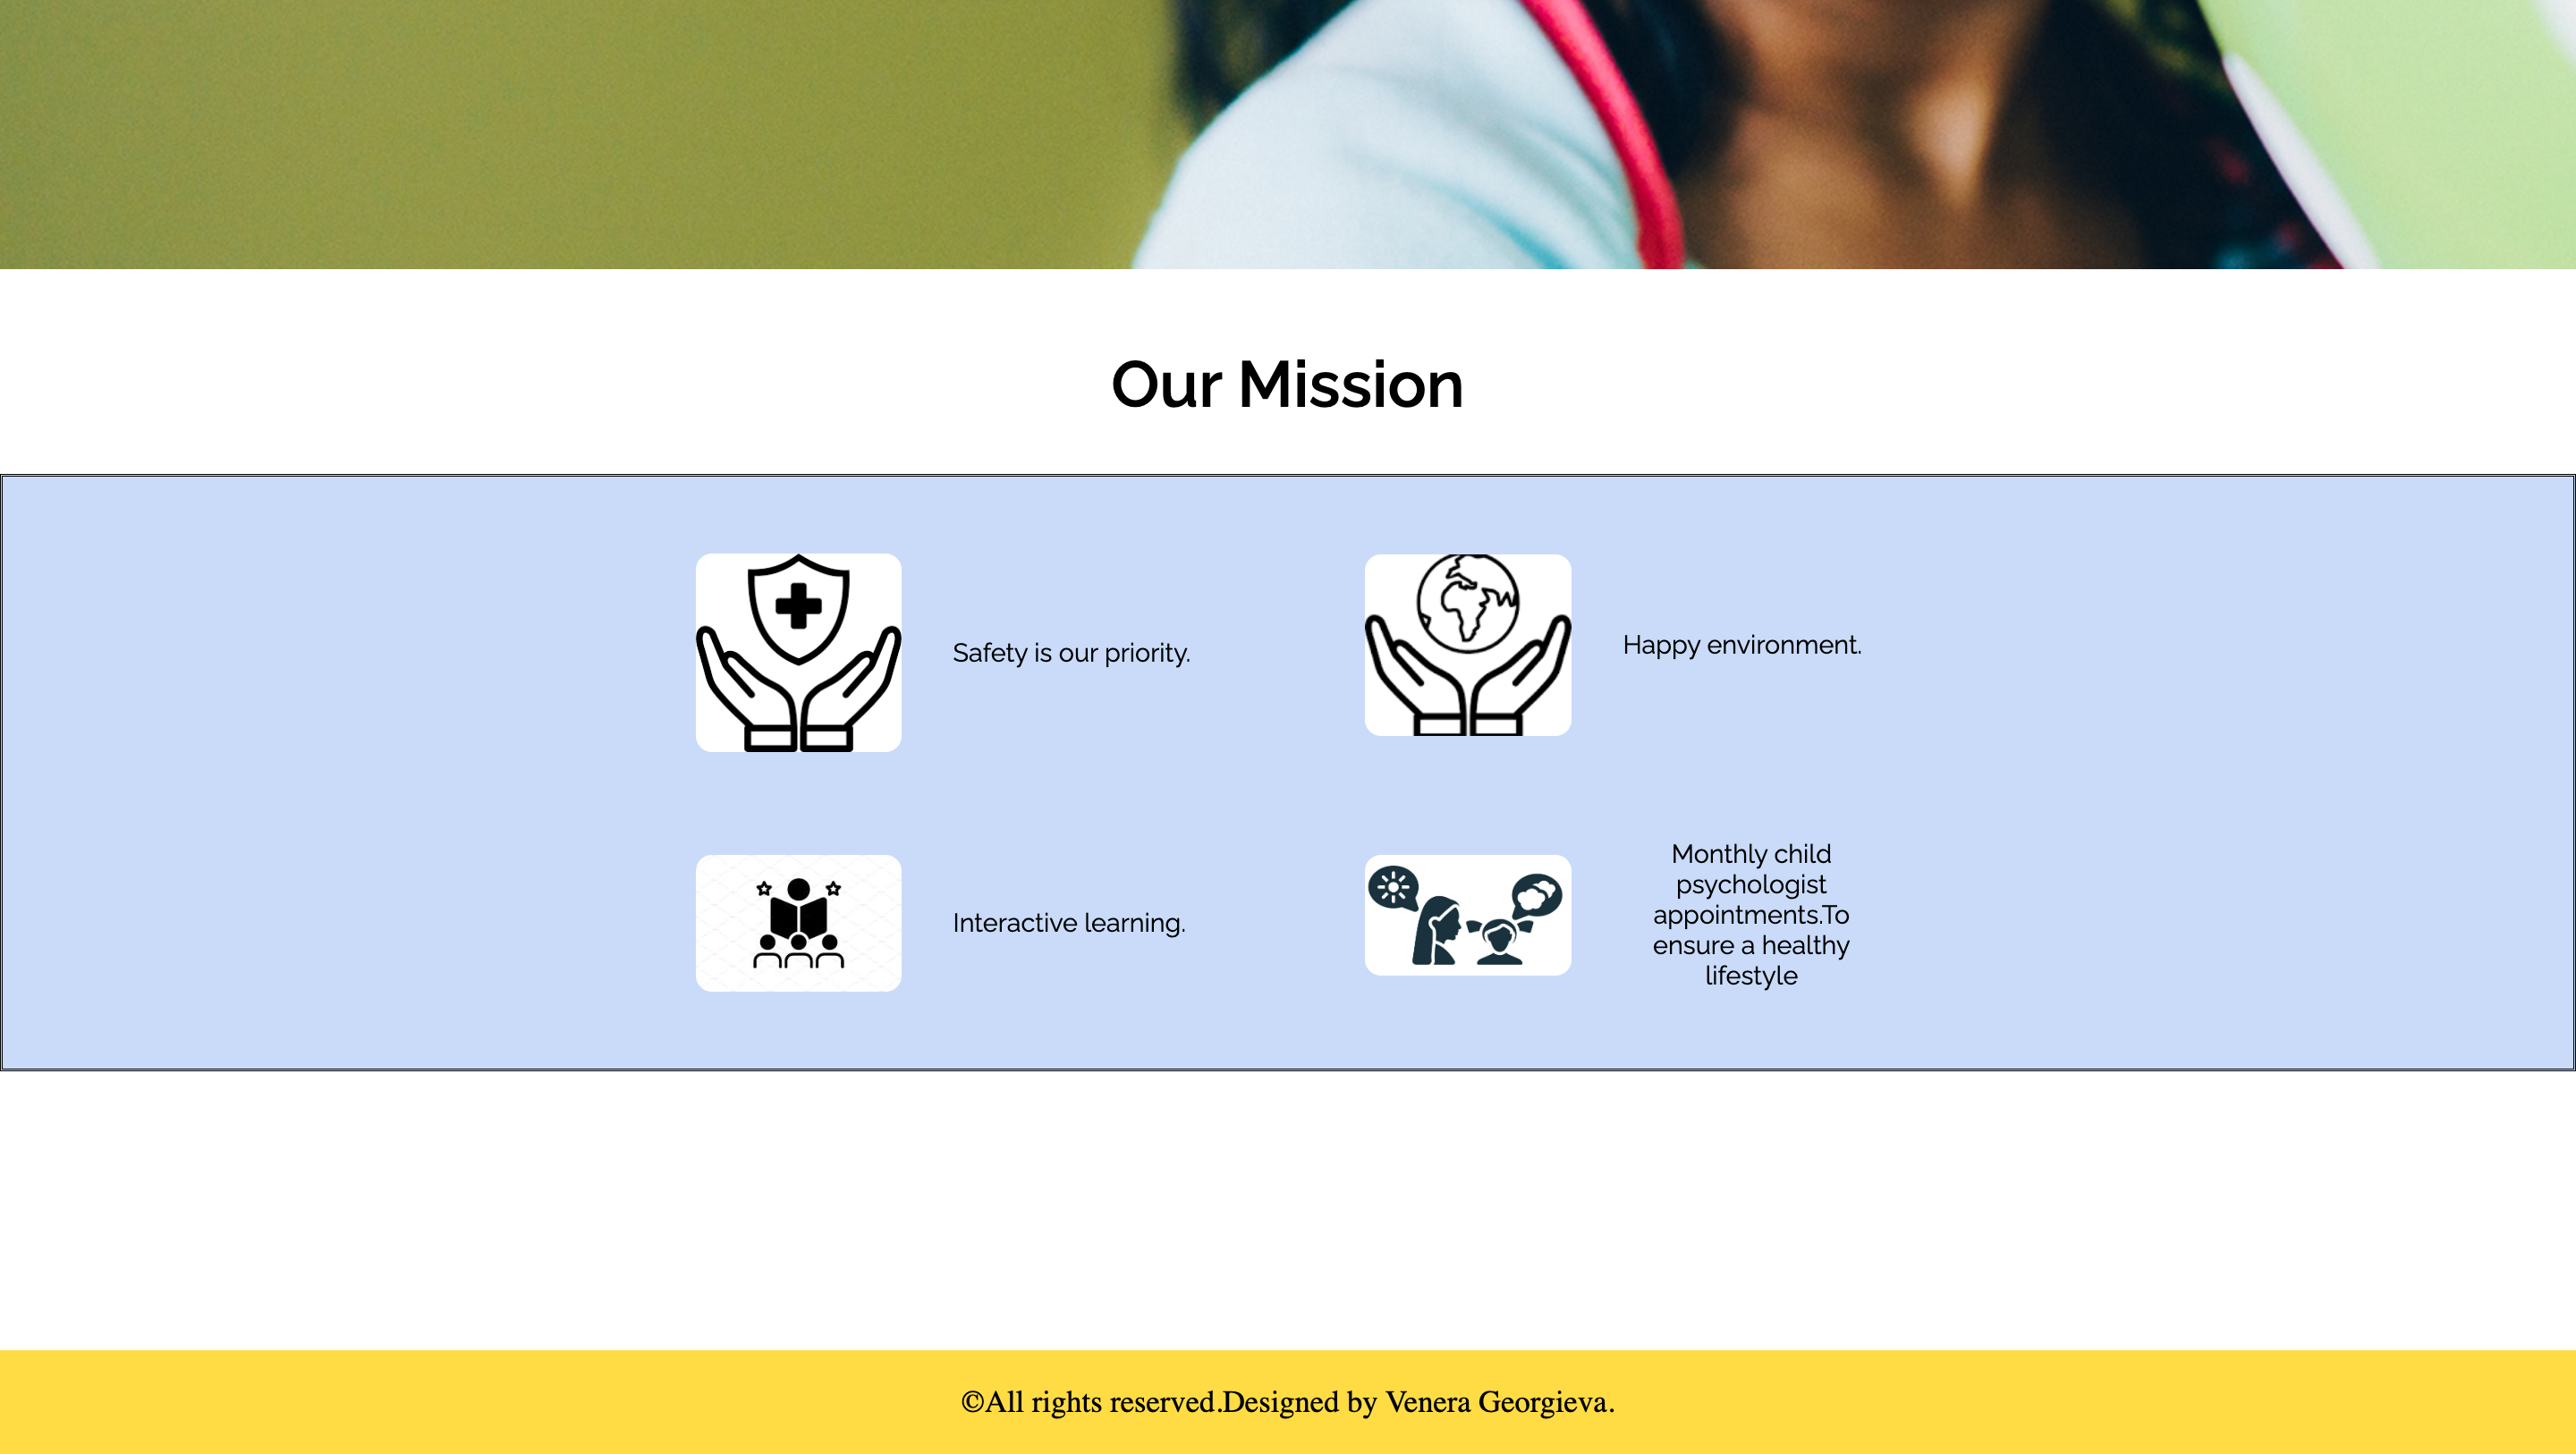 Our Mission
Safety is our priority.
Happy environment.
Interactive learning.
Monthly child
psychologist
appointments.To
ensure a healthy
lifestyle
©All rights reserved.Designed by Venera Georgieva.